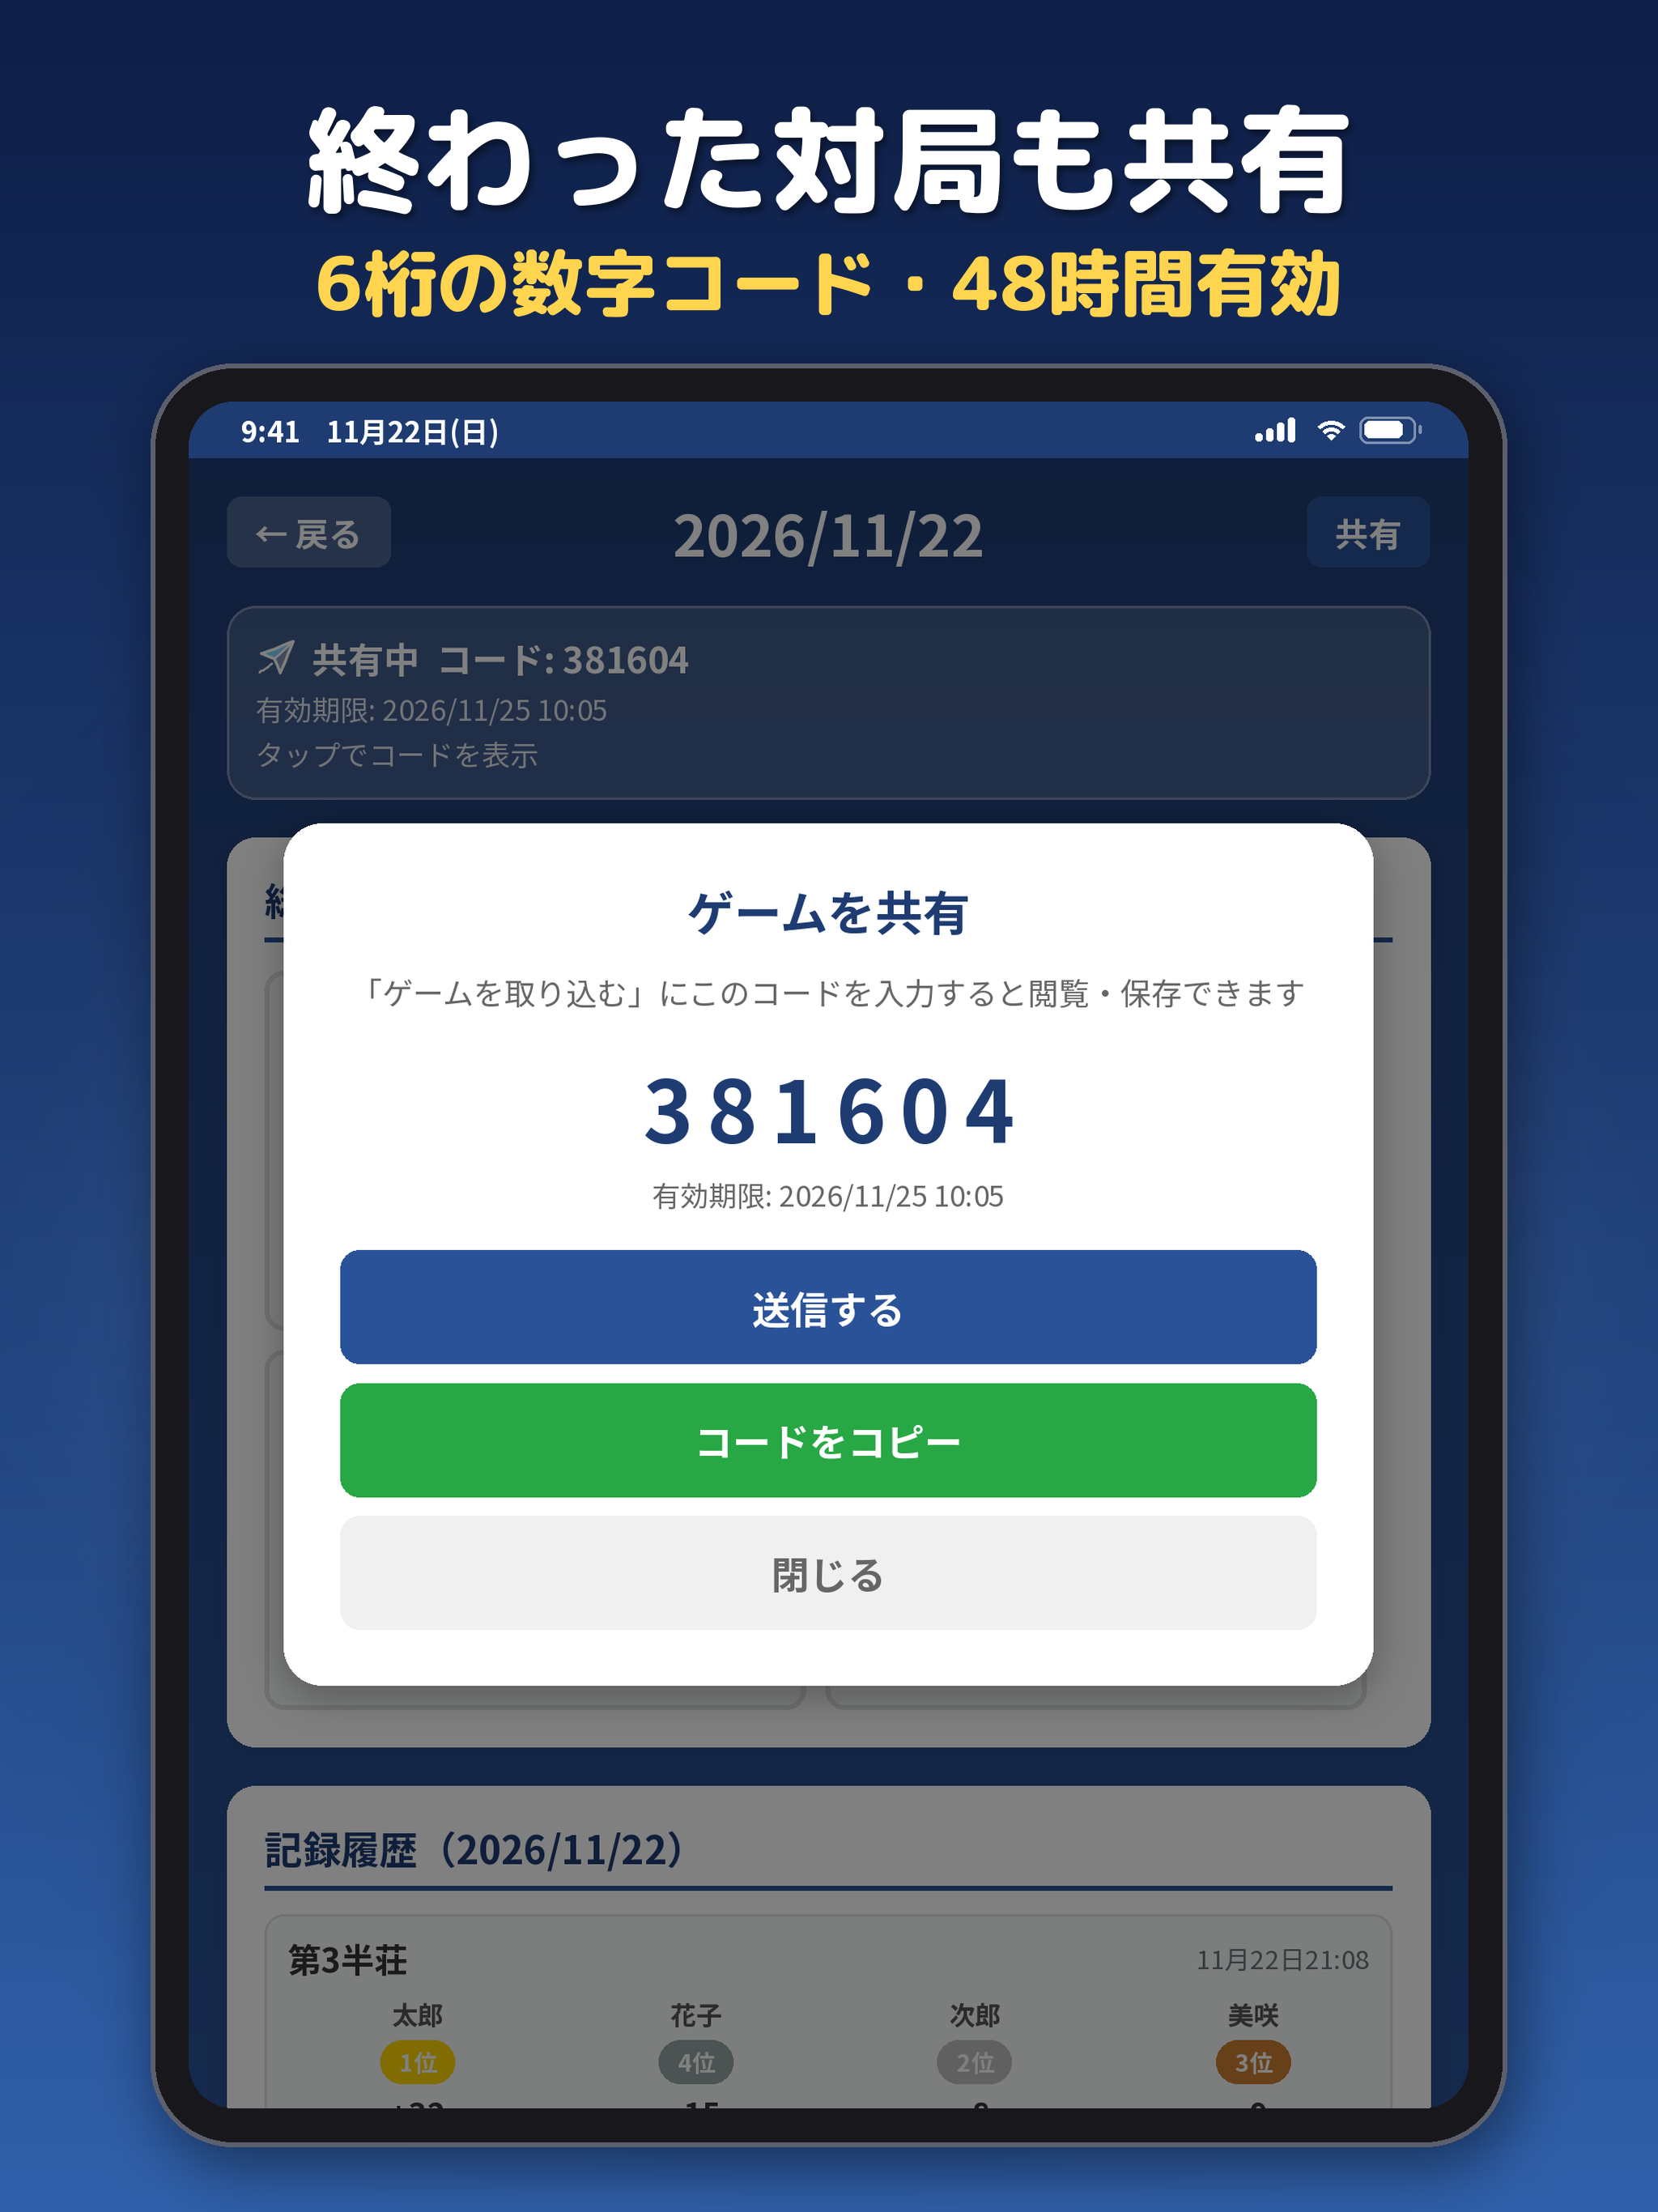 終わった対局も共有
6桁の数字コード・48時間有効
9:41 11月22日(日)
← 戻る
2026/11/22
共有
共有中 コード: 381604
有効期限: 2026/11/25 10:05
タップでコードを表示
ゲームを共有
「ゲームを取り込む」にこのコードを入力すると閲覧・保存できます
381604
有効期限: 2026/11/25 10:05
送信する
コードをコピー
閉じる
記録履歴（2026/11/22）
第3半荘
11月22日21:08
太郎 花子 次郎 美咲
1位 4位 2位 3位